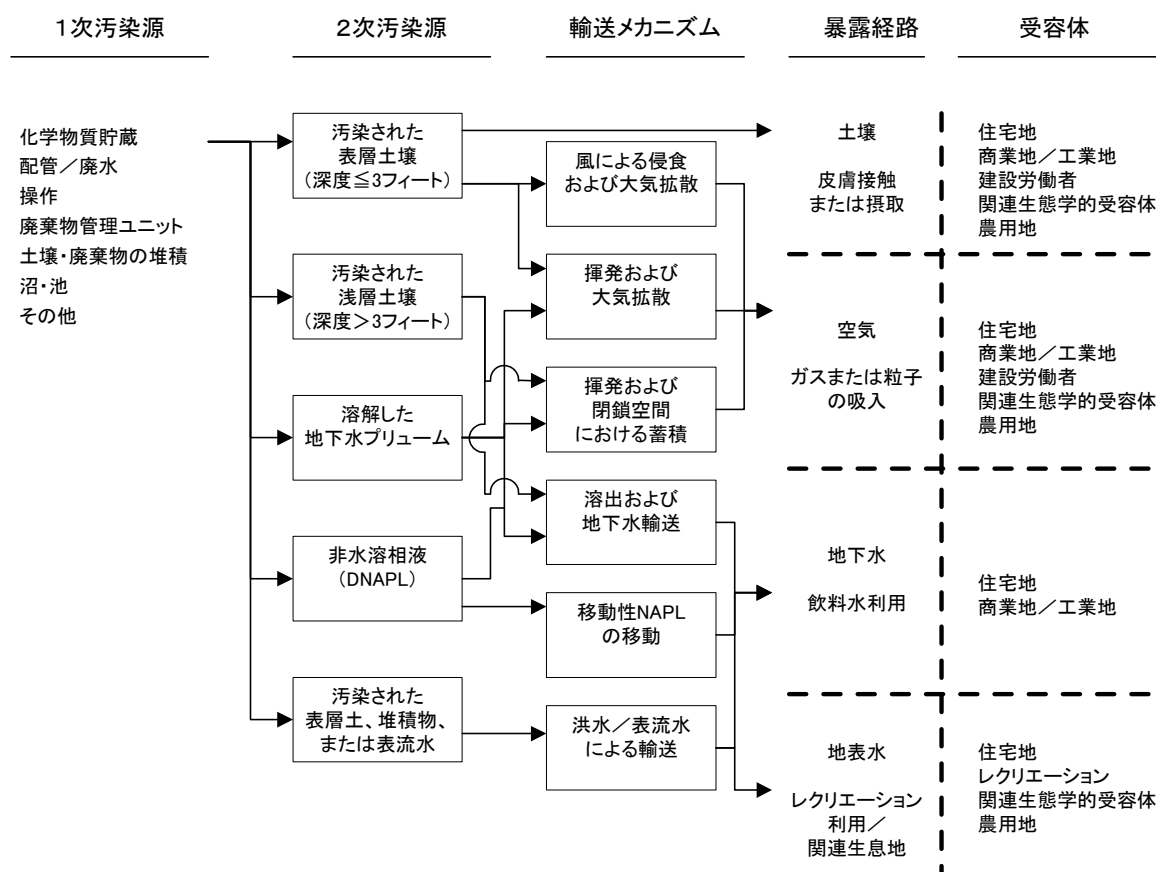 １次汚染源
２次汚染源
輸送メカニズム
暴露経路
受容体
化学物質貯蔵
配管／廃水
操作
廃棄物管理ユニット
土壌・廃棄物の堆積
沼・池
その他
汚染された
表層土壌
（深度≦3フィート）
汚染された
浅層土壌
（深度＞3フィート）
溶解した
地下水プリューム
非水溶相液
（DNAPL）
汚染された
表層土、堆積物、
または表流水
風による侵食
および大気拡散
揮発および
大気拡散
揮発および
閉鎖空間
における蓄積
溶出および
地下水輸送
移動性NAPL
の移動
洪水／表流水
による輸送
土壌
皮膚接触
または摂取
空気
ガスまたは粒子
の吸入
地下水
飲料水利用
地表水
レクリエーション
利用／
関連生息地
住宅地
商業地／工業地
建設労働者
関連生態学的受容体
農用地
住宅地
商業地／工業地
建設労働者
関連生態学的受容体
農用地
住宅地
商業地／工業地
住宅地
レクリエーション
関連生態学的受容体
農用地